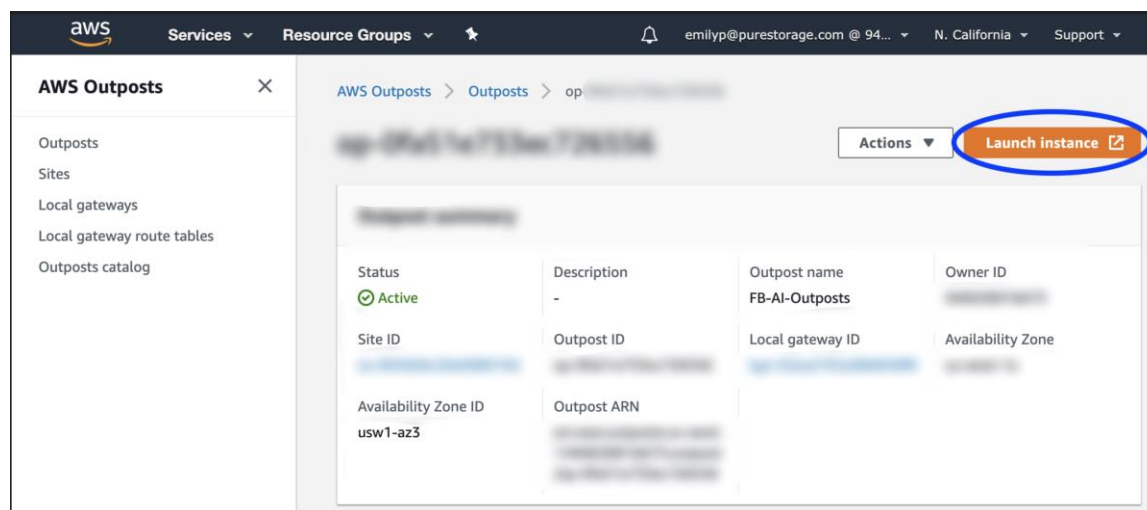 aws
Services
Resource Groups
emilyp@purestorage.com @ 94...
N. California
Support
AWS Outposts
AWS Outposts > Outposts > op
Outposts
Sites
Local gateways
Local gateway route tables
Outposts catalog
Actions
Launch instance
Status
Active
Description
-
Outpost name
FB-AI-Outposts
Owner ID
Site ID
Outpost ID
Local gateway ID
Availability Zone
Availability Zone ID
usw1-az3
Outpost ARN